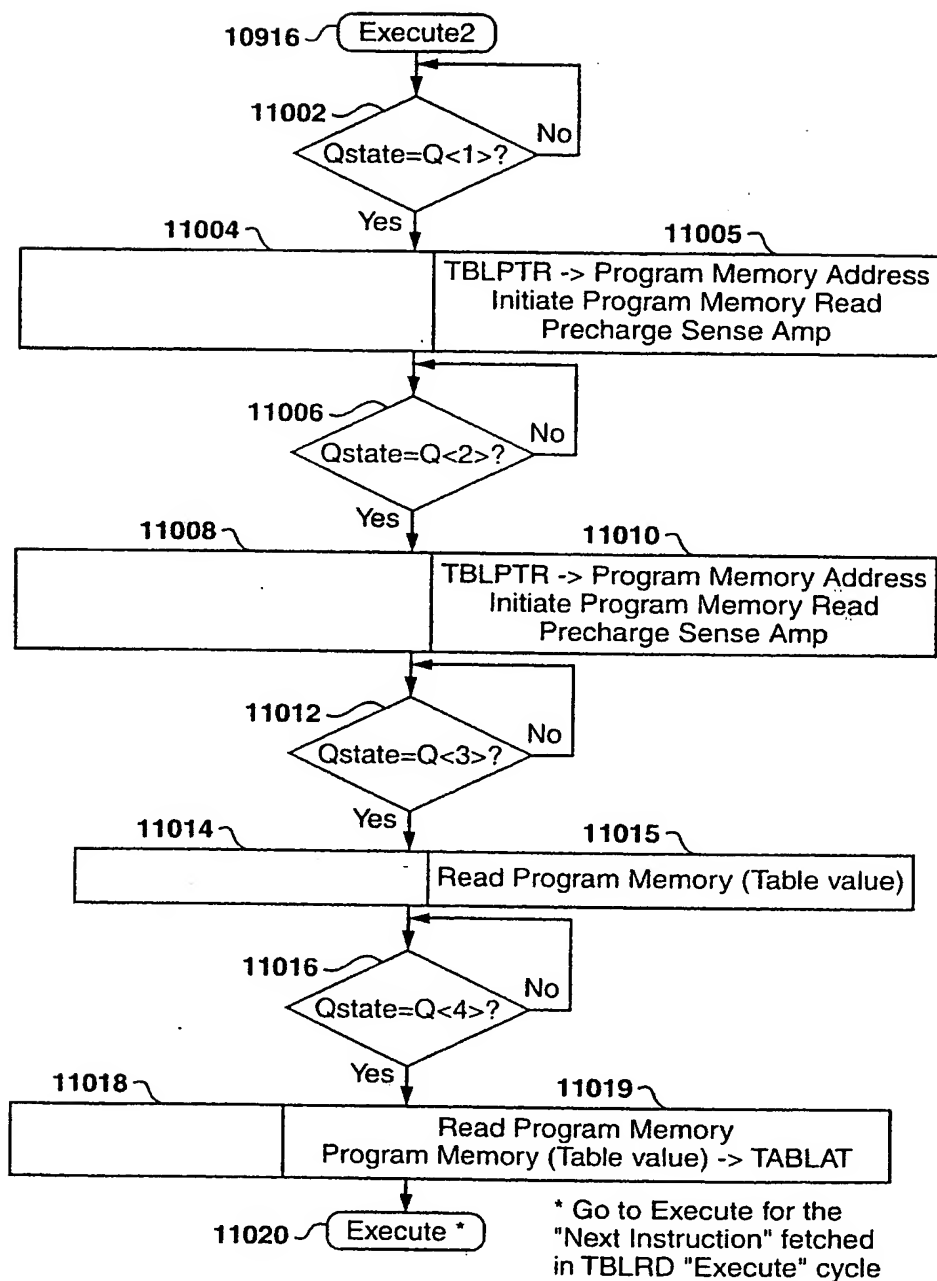 10916
Execute2
11002
Qstate=Q<1>?
No
Yes
11004
11005
TBLPTR -> Program Memory Address
Initiate Program Memory Read
Precharge Sense Amp
11006
Qstate=Q<2>?
No
Yes
11008
11010
TBLPTR -> Program Memory Address
Initiate Program Memory Read
Precharge Sense Amp
11012
Qstate=Q<3>?
No
Yes
11014
11015
Read Program Memory (Table value)
11016
Qstate=Q<4>?
No
Yes
11018
11019
Read Program Memory
Program Memory (Table value) -> TABLAT
11020
Execute *
* Go to Execute for the
"Next Instruction" fetched
in TBLRD "Execute" cycle